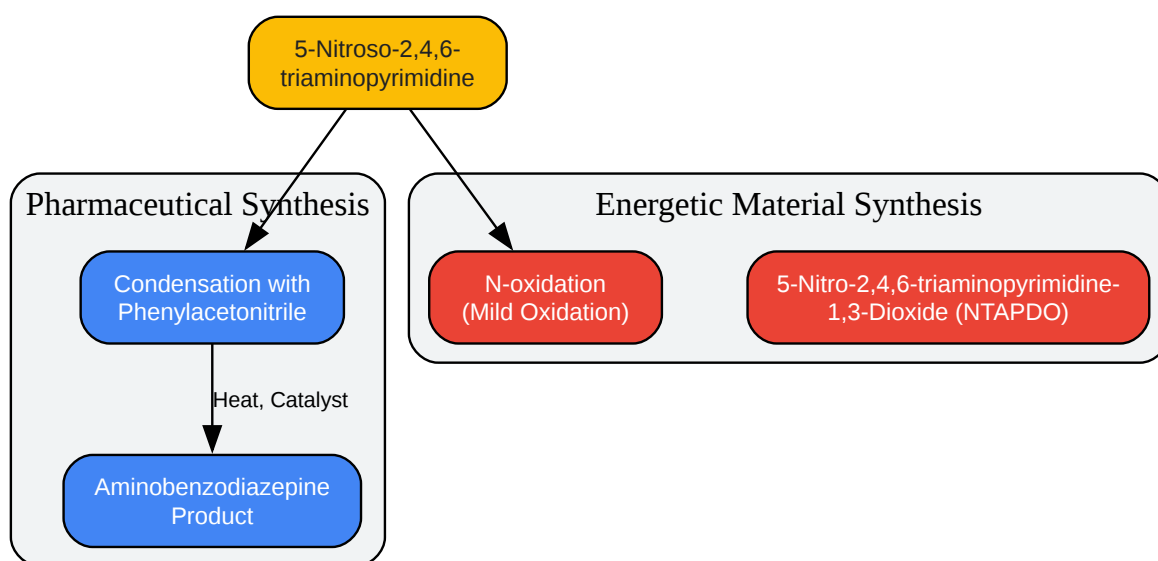 5-Nitroso-2,4,6-
triaminopyrimidine
Pharmaceutical Synthesis
Condensation with
Phenylacetonitrile
Heat, Catalyst
Aminobenzodiazepine
Product
Energetic Material Synthesis
N-oxidation
(Mild Oxidation)
5-Nitro-2,4,6-triaminopyrimidine-
1,3-Dioxide (NTAPDO)